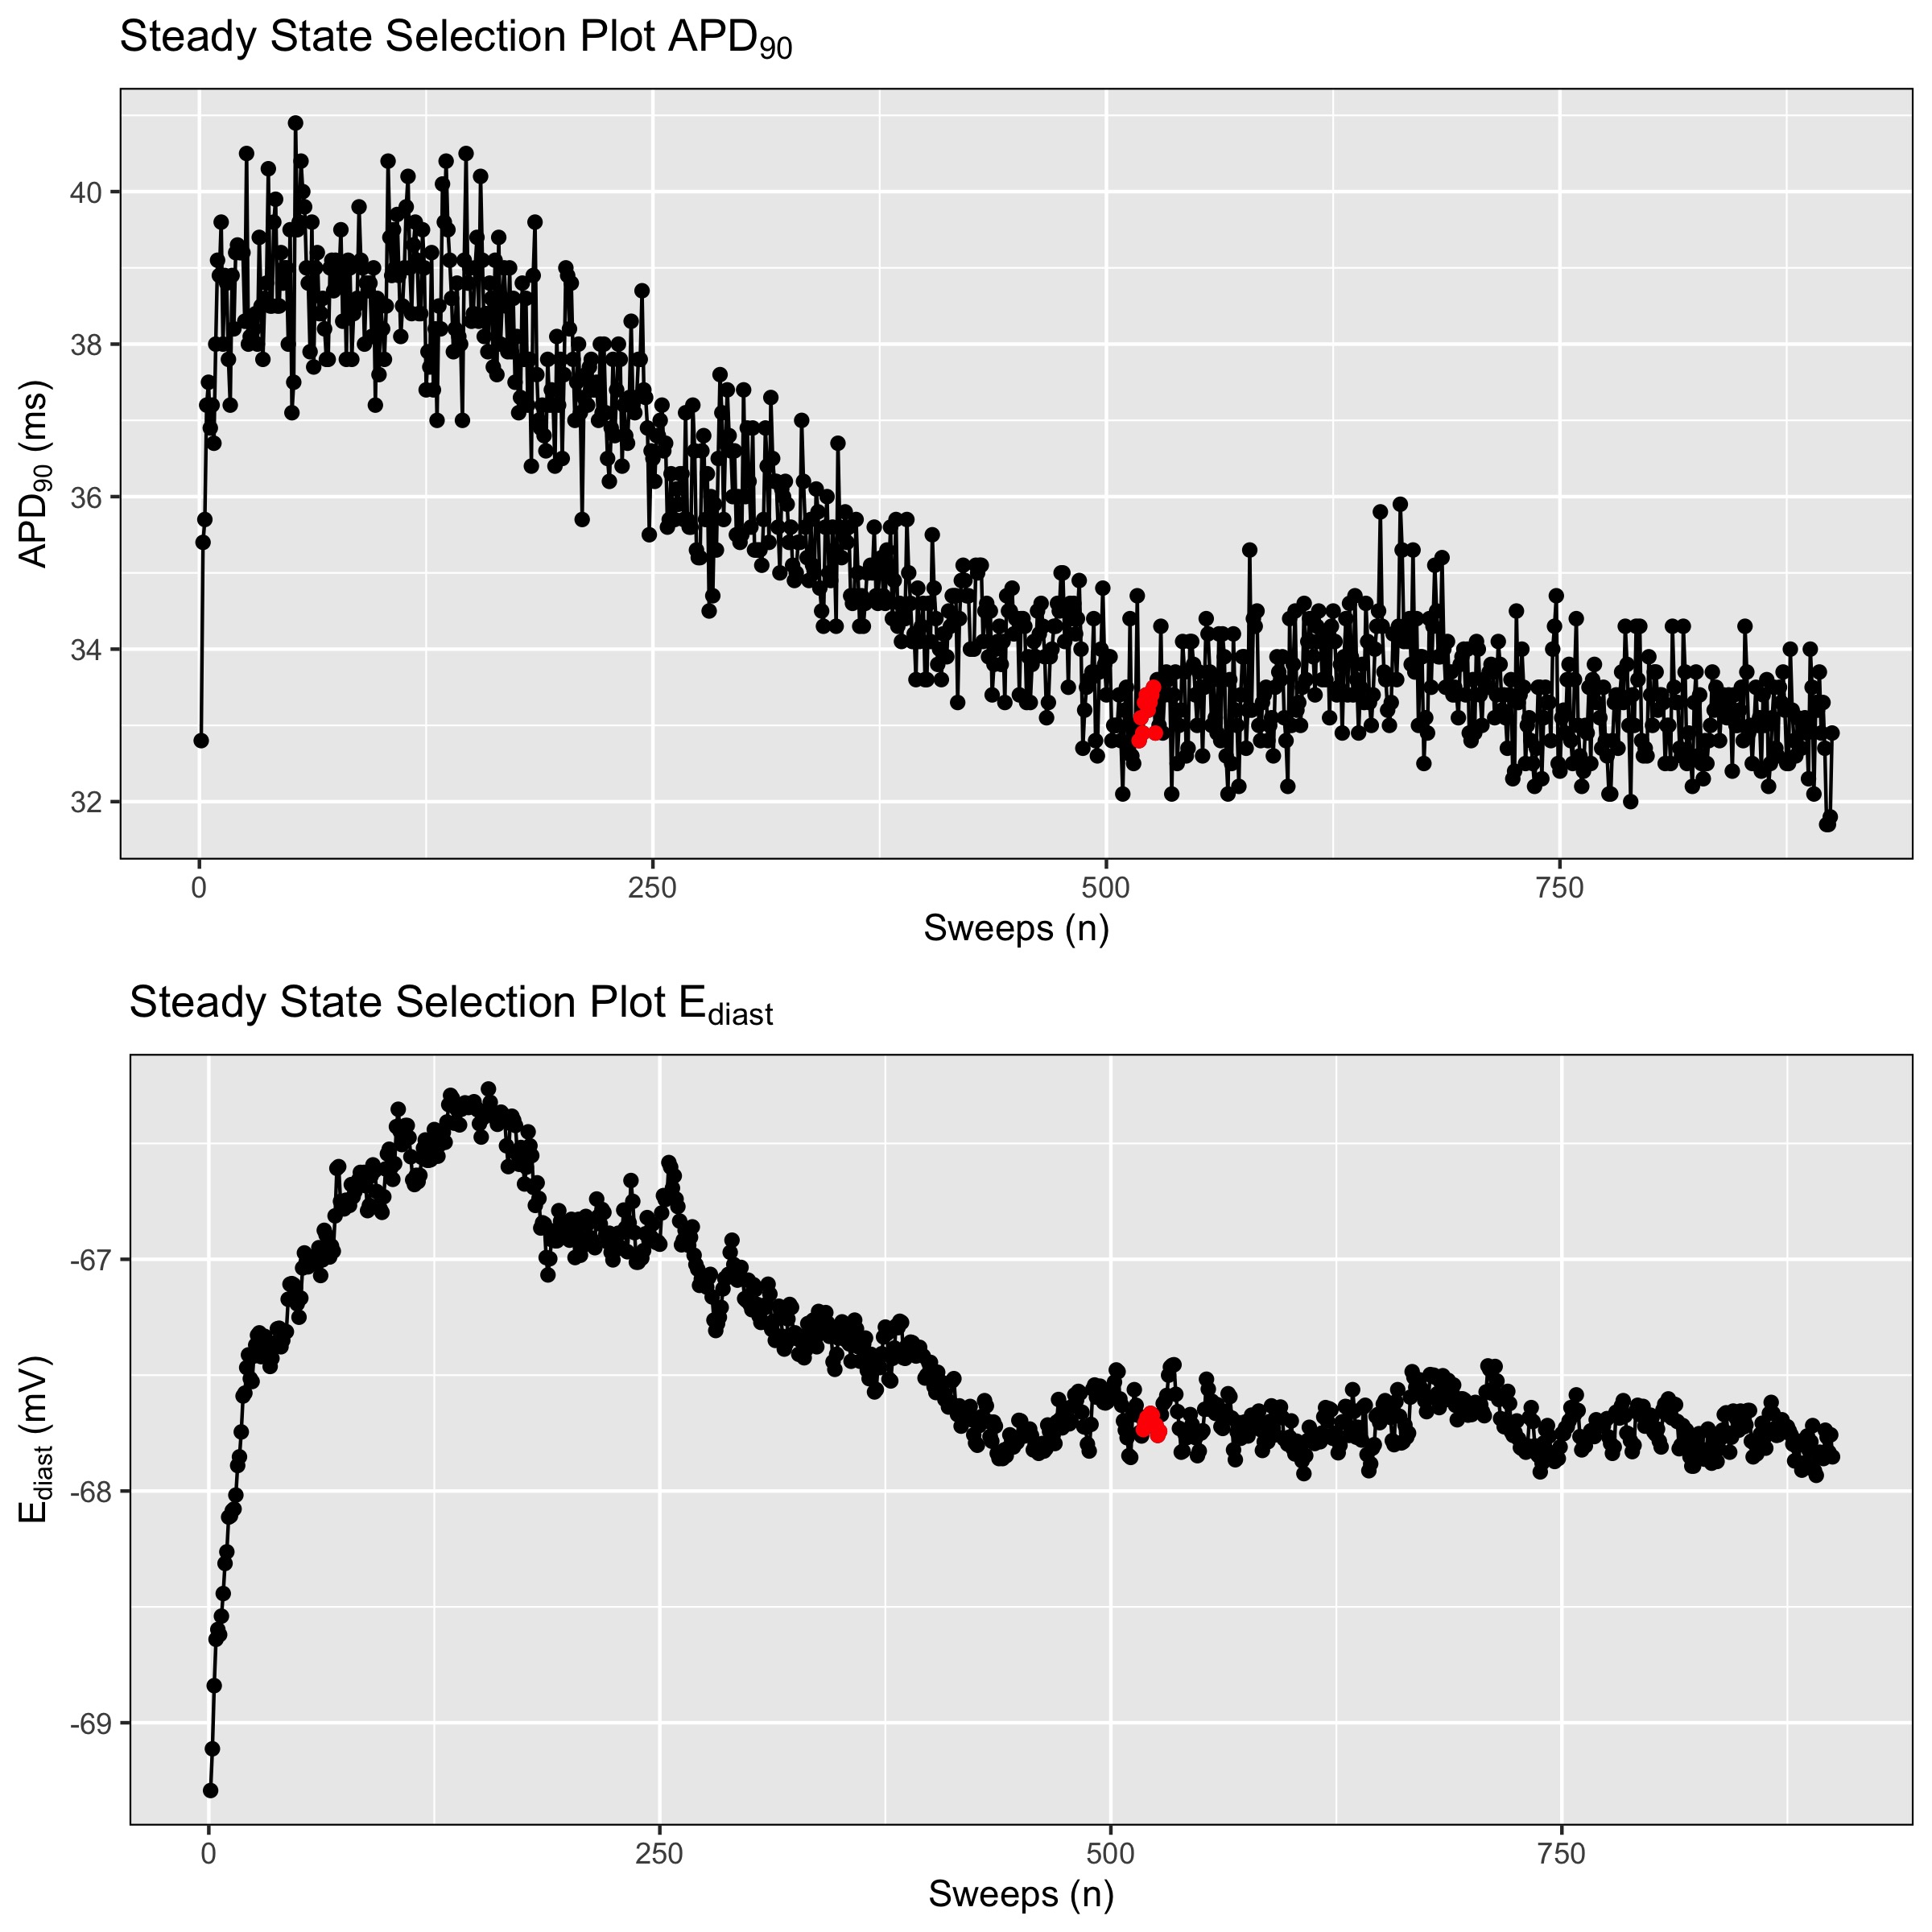 Steady State Selection Plot APD90
40
38
36
34
32
APD90 (ms)
0 250 500 750
Sweeps (n)
Steady State Selection Plot Ediast
-67
-68
-69
Ediast (mV)
0 250 500 750
Sweeps (n)